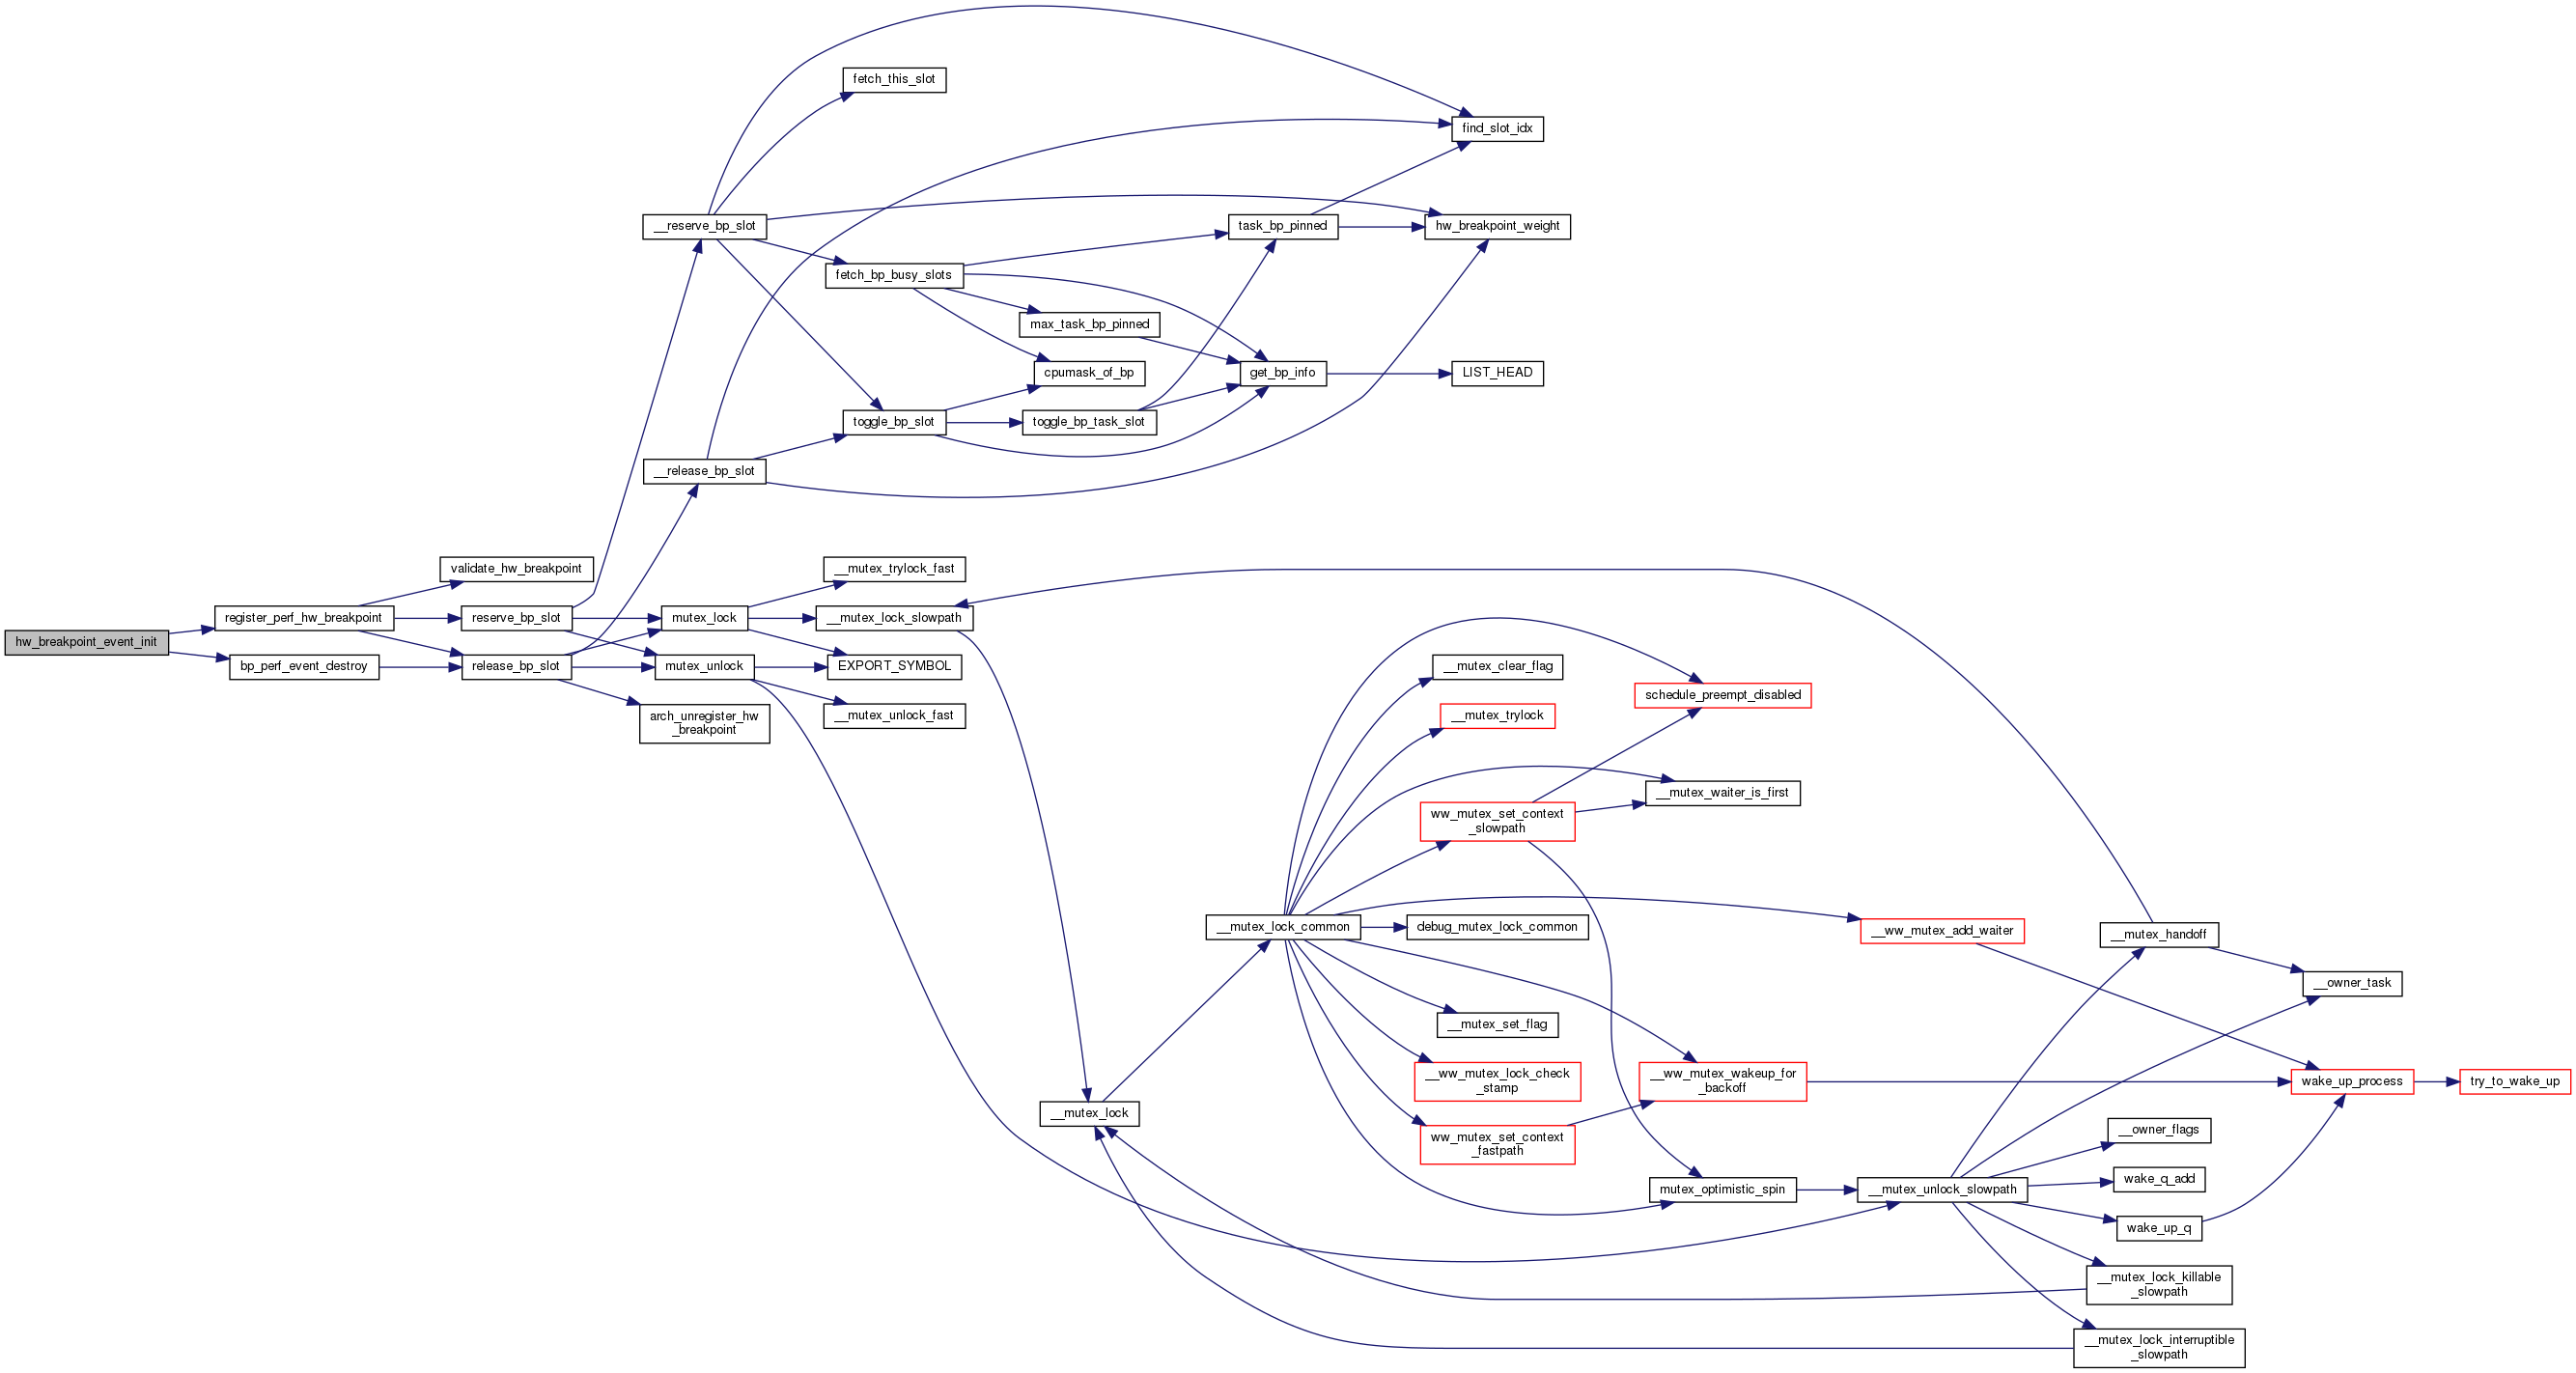 fetch_this_slot
find_slot_idx
__reserve_bp_slot
task_bp_pinned
hw_breakpoint_weight
fetch_bp_busy_slots
max_task_bp_pinned
cpumask_of_bp
get_bp_info
LIST_HEAD
toggle_bp_slot
toggle_bp_task_slot
__release_bp_slot
validate_hw_breakpoint
__mutex_trylock_fast
register_perf_hw_breakpoint
reserve_bp_slot
mutex_lock
__mutex_lock_slowpath
hw_breakpoint_event_init
bp_perf_event_destroy
release_bp_slot
mutex_unlock
EXPORT_SYMBOL
__mutex_clear_flag
schedule_preempt_disabled
arch_unregister_hw
_breakpoint
__mutex_unlock_fast
__mutex_trylock
__mutex_waiter_is_first
ww_mutex_set_context
_slowpath
__mutex_lock_common
debug_mutex_lock_common
__ww_mutex_add_waiter
__mutex_handoff
__owner_task
__mutex_set_flag
__ww_mutex_lock_check
_stamp
__ww_mutex_wakeup_for
_backoff
wake_up_process
try_to_wake_up
__mutex_lock
ww_mutex_set_context
_fastpath
__owner_flags
wake_q_add
mutex_optimistic_spin
__mutex_unlock_slowpath
wake_up_q
__mutex_lock_killable
_slowpath
__mutex_lock_interruptible
_slowpath